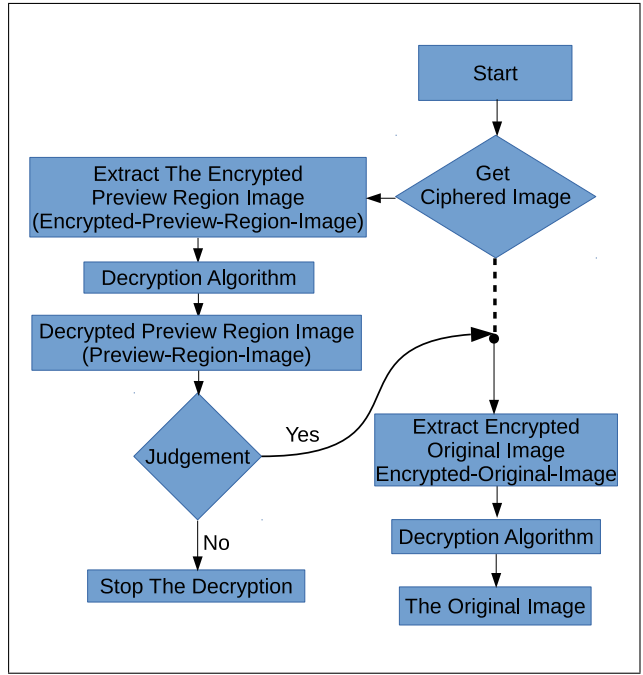 Start
Get
Ciphered Image
Extract The Encrypted
Preview Region Image
(Encrypted-Preview-Region-Image)
Decryption Algorithm
Decrypted Preview Region Image
(Preview-Region-Image)
Judgement
Yes
No
Stop The Decryption
Extract Encrypted
Original Image
Encrypted-Original-Image
Decryption Algorithm
The Original Image